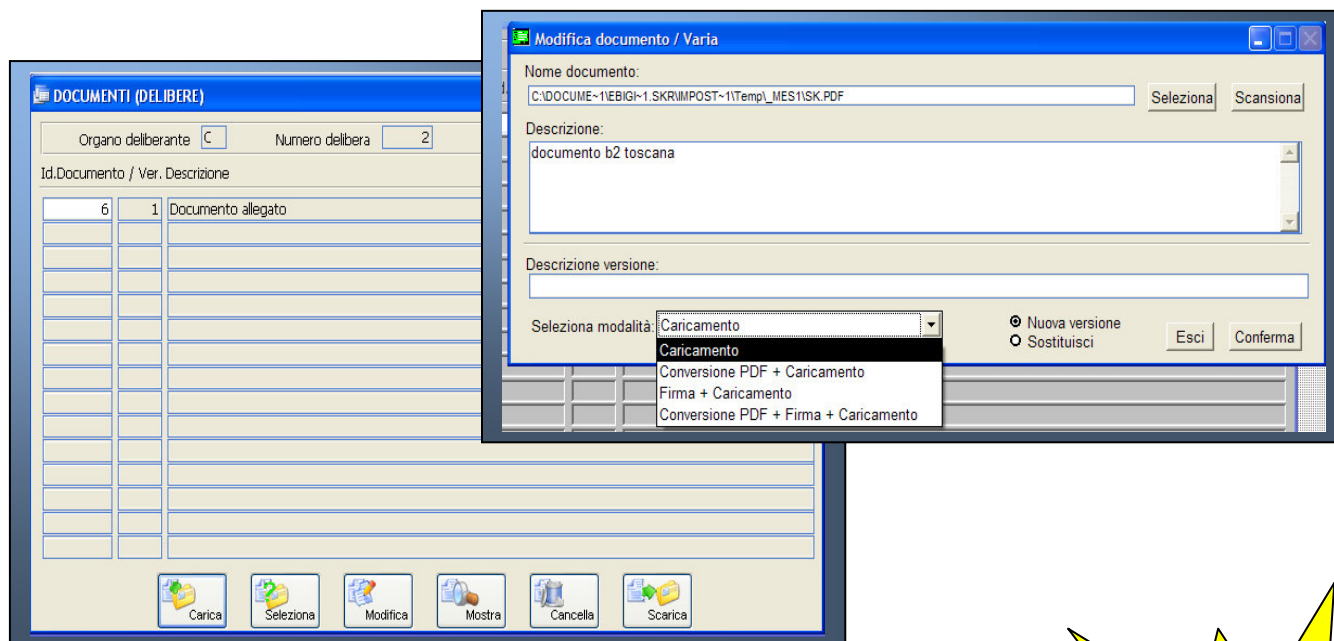 DOCUMENTI (DELIBERE)
Organo deliberante C Numero delibera 2
Id.Documento / Ver. Descrizione
6 1 Documento allegato
Carica Seleziona Modifica Mostra Cancella Scarica
Modifica documento / Varia
Nome documento:
C:\DOCUME~1\EBIGI~1.SKR\IMPOST~1\Temp\_MES1\SK.PDF Seleziona Scansiona
Descrizione:
documento b2 toscana
Descrizione versione:
Seleziona modalità: Caricamento
Nuova versione
Sostituisci
Esci Conferma
Caricamento
Conversione PDF + Caricamento
Firma + Caricamento
Conversione PDF + Firma + Caricamento